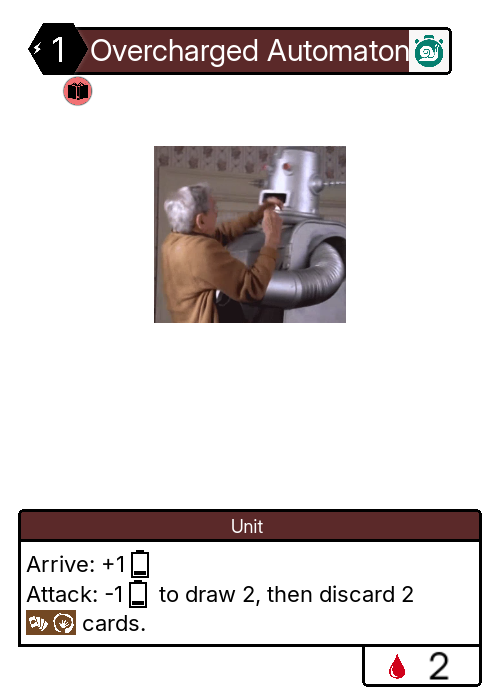 1 Overcharged Automaton
Unit
Arrive: +1
Attack: -1 to draw 2, then discard 2
cards.
2